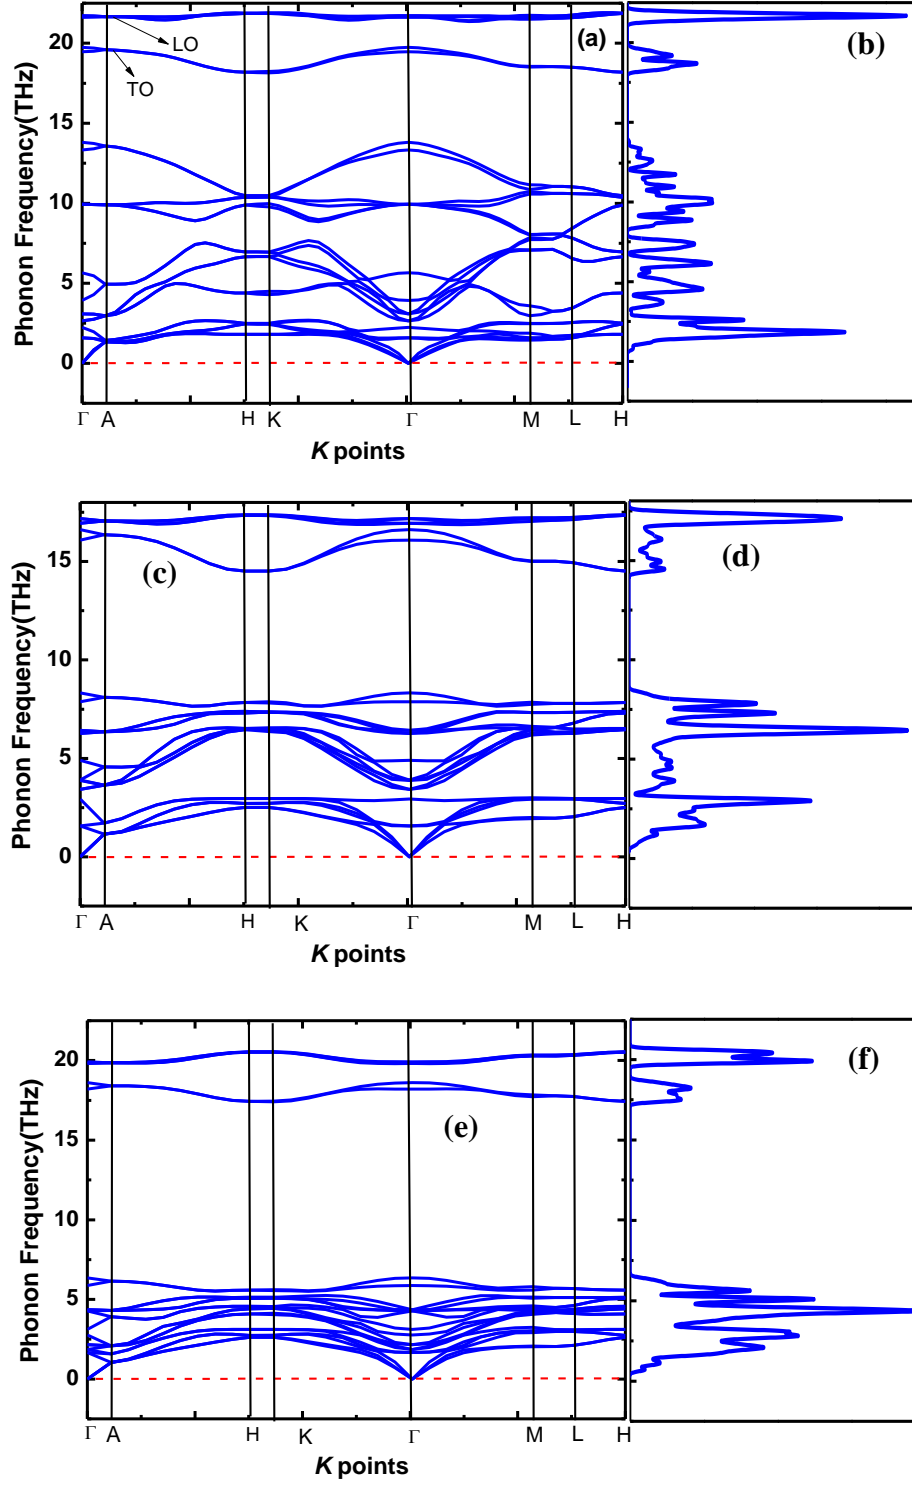 20
15
10
5
0
Phonon Frequency(THz)
LO
TO
(a)
(b)
Γ A H K Γ M L H
K points
15
10
5
0
Phonon Frequency(THz)
(c)
(d)
Γ A H K Γ M L H
K points
20
15
10
5
0
Phonon Frequency(THz)
(e)
(f)
Γ A H K Γ M L H
K points